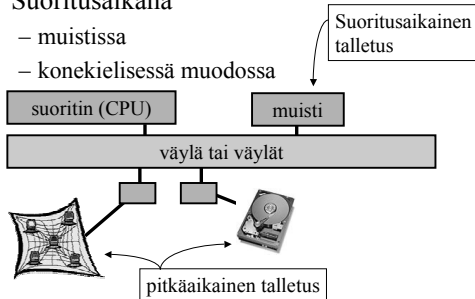 Suoritusaikana
– muistissa
– konekielisessä muodossa
Suoritusaikainen
talletus
suoritin (CPU)
muisti
väylä tai väylät
pitkäaikainen talletus